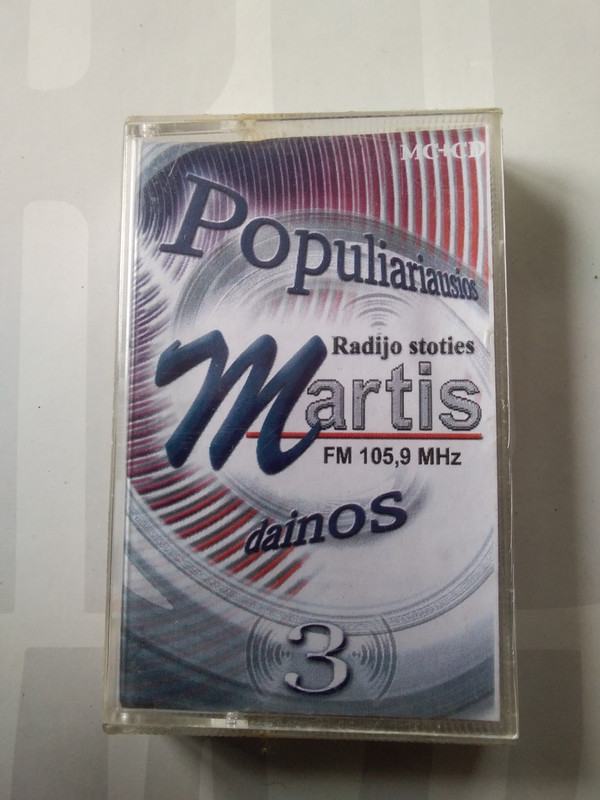 MC+CD
Populiariausios
Radijo stoties
Martis
FM 105,9 MHz
dainos
3